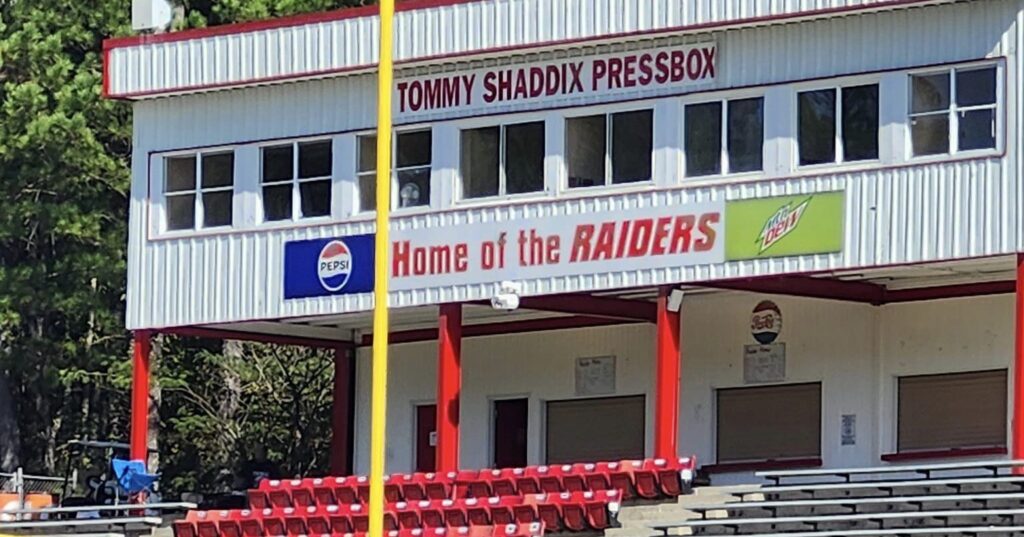 TOMMY SHADDIX PRESSBOX
PEPSI
Home of the RAIDERS
Mtn
DEW